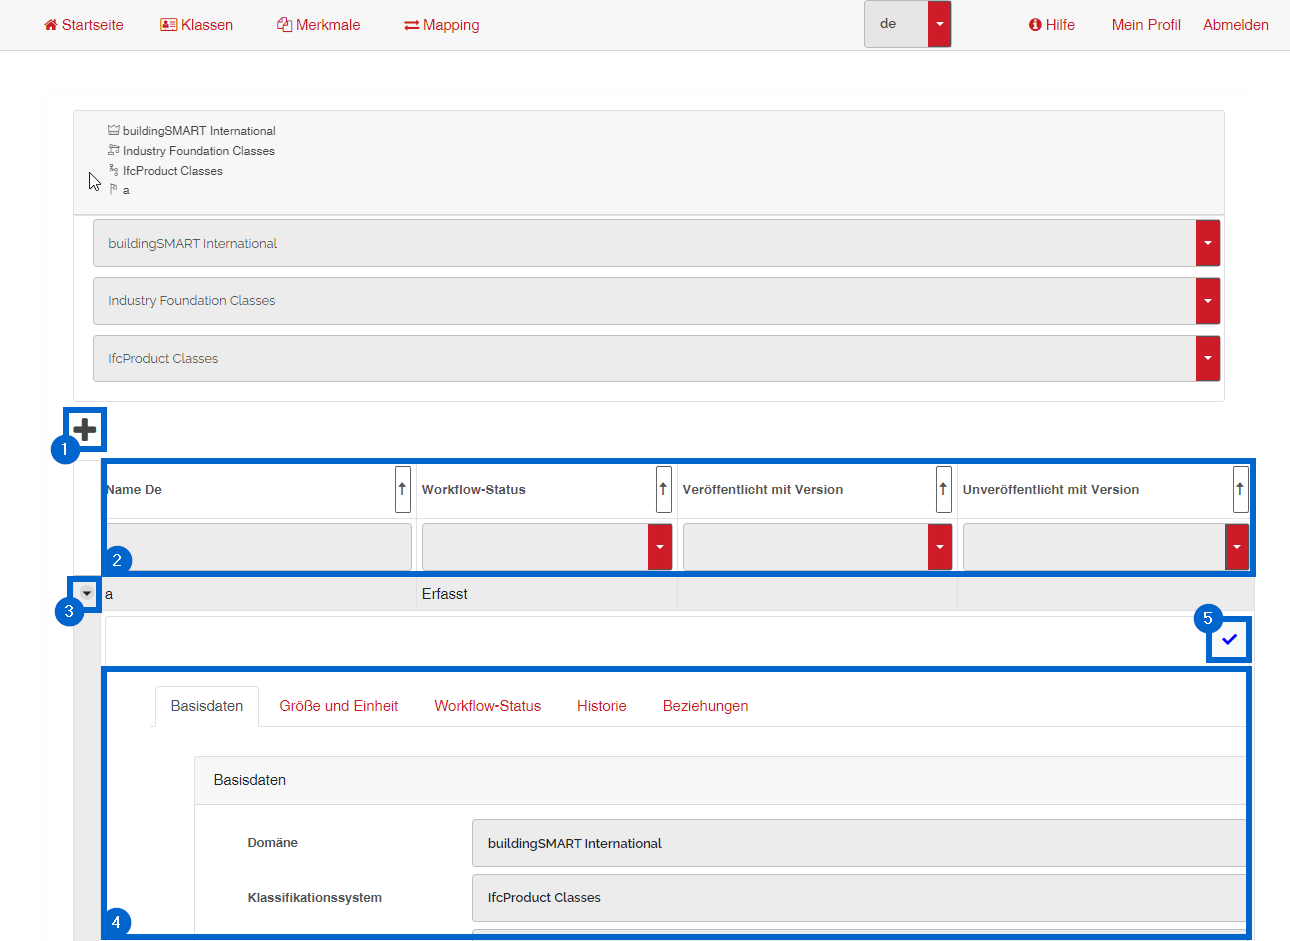 Startseite Klassen Merkmale Mapping de Hilfe Mein Profil Abmelden
buildingSMART International
Industry Foundation Classes
IfcProduct Classes
a
buildingSMART International
Industry Foundation Classes
IfcProduct Classes
1
Name De Workflow-Status Veröffentlicht mit Version Unveröffentlicht mit Version
2
a Erfasst
3
5
Basisdaten Größe und Einheit Workflow-Status Historie Beziehungen
Basisdaten
Domäne buildingSMART International
Klassifikationssystem IfcProduct Classes
4